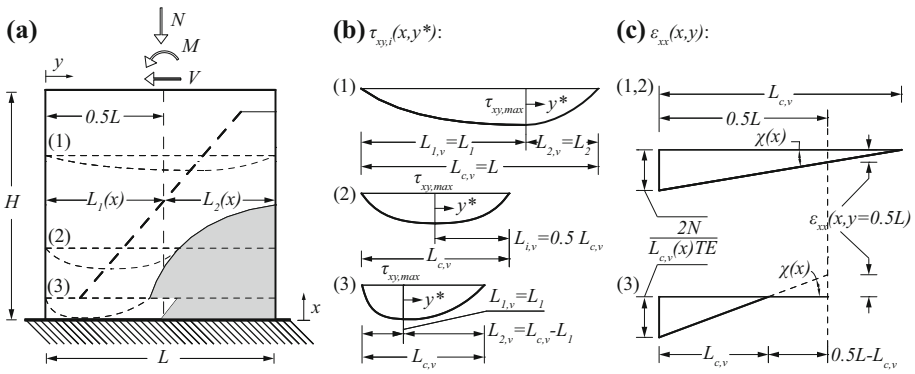 (a)
N
M
V
y
0.5L
(1)
H
L₁(x)
L₂(x)
(2)
(3)
x
L
(b) τxy,i(x,y*):
(1)
τxy,max
y*
L1,v=L₁
L2,v=L₂
Lc,v=L
(2)
τxy,max
y*
Li,v=0.5 Lc,v
Lc,v
(3)
τxy,max
y*
L1,v=L₁
L2,v=Lc,v-L₁
Lc,v
(c) εxx(x,y):
(1,2)
Lc,v
0.5L
χ(x)
εxx(x,y=0.5L)
2N
Lc,v(x)TE
(3)
χ(x)
Lc,v
0.5L-Lc,v